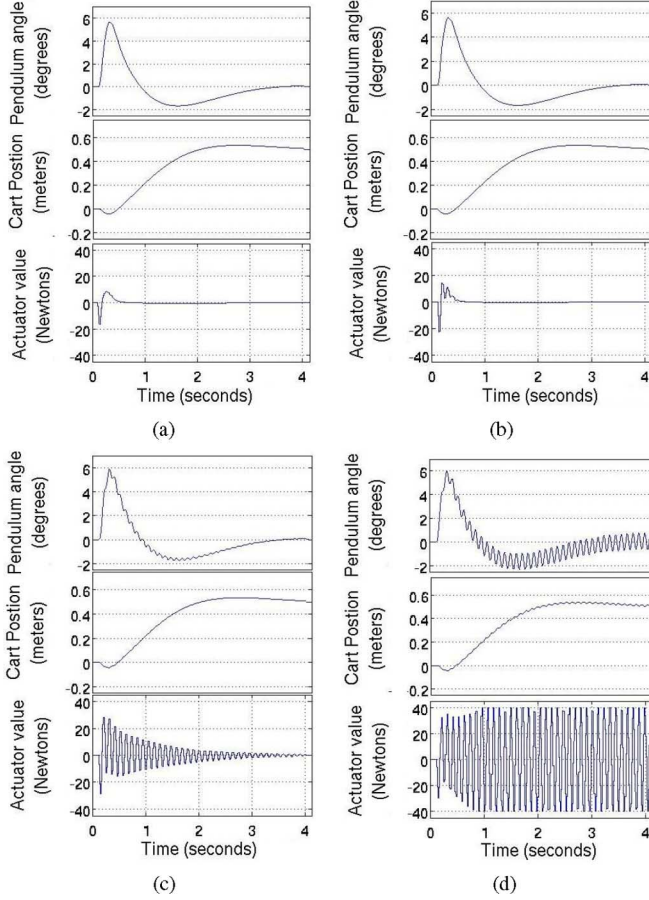 Pendulum angle
(degrees)
6
4
2
0
-2
Cart Postion
(meters)
0.6
0.4
0.2
0
-0.2
Actuator value
(Newtons)
40
20
0
-20
-40
0 1 2 3 4
Time (seconds)
(a)
Pendulum angle
(degrees)
6
4
2
0
-2
Cart Postion
(meters)
0.6
0.4
0.2
0
-0.2
Actuator value
(Newtons)
40
20
0
-20
-40
0 1 2 3 4
Time (seconds)
(b)
Pendulum angle
(degrees)
6
4
2
0
-2
Cart Postion
(meters)
0.6
0.4
0.2
0
-0.2
Actuator value
(Newtons)
40
20
0
-20
-40
0 1 2 3 4
Time (seconds)
(c)
Pendulum angle
(degrees)
6
4
2
0
-2
Cart Postion
(meters)
0.6
0.4
0.2
0
-0.2
Actuator value
(Newtons)
40
20
0
-20
-40
0 1 2 3 4
Time (seconds)
(d)